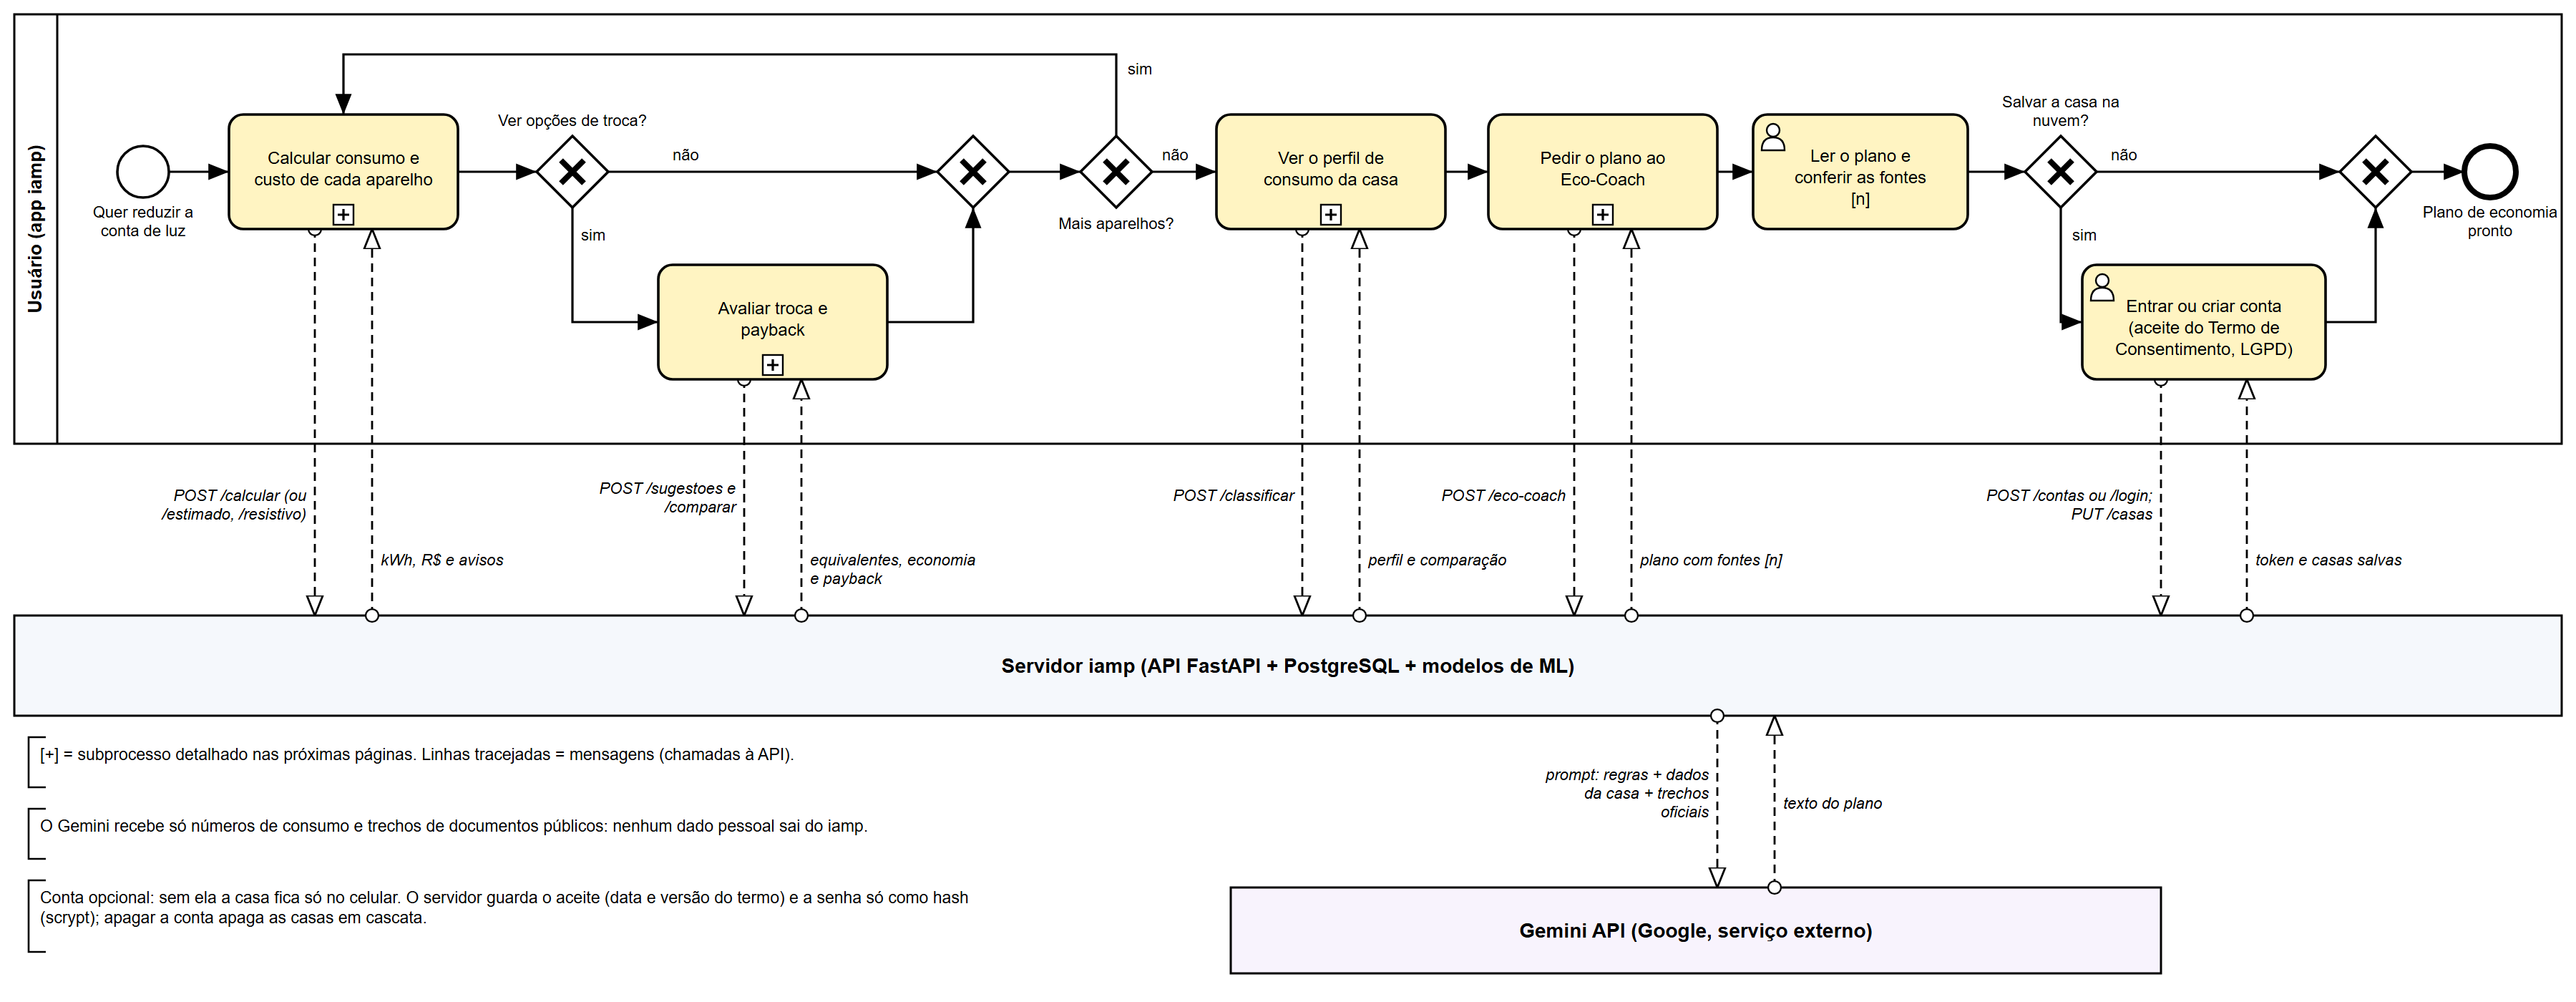 Usuário (app iamp)
Quer reduzir a
conta de luz
Calcular consumo e
custo de cada aparelho
Ver opções de troca?
não
sim
Avaliar troca e
payback
sim
Mais aparelhos?
não
Ver o perfil de
consumo da casa
Pedir o plano ao
Eco-Coach
Ler o plano e
conferir as fontes
[n]
Salvar a casa na
nuvem?
não
sim
Entrar ou criar conta
(aceite do Termo de
Consentimento, LGPD)
Plano de economia
pronto
POST /calcular (ou
/estimado, /resistivo)
kWh, R$ e avisos
POST /sugestoes e
/comparar
equivalentes, economia
e payback
POST /classificar
perfil e comparação
POST /eco-coach
plano com fontes [n]
POST /contas ou /login;
PUT /casas
token e casas salvas
Servidor iamp (API FastAPI + PostgreSQL + modelos de ML)
[+] = subprocesso detalhado nas próximas páginas. Linhas tracejadas = mensagens (chamadas à API).
O Gemini recebe só números de consumo e trechos de documentos públicos: nenhum dado pessoal sai do iamp.
Conta opcional: sem ela a casa fica só no celular. O servidor guarda o aceite (data e versão do termo) e a senha só como hash
(scrypt); apagar a conta apaga as casas em cascata.
prompt: regras + dados
da casa + trechos
oficiais
texto do plano
Gemini API (Google, serviço externo)